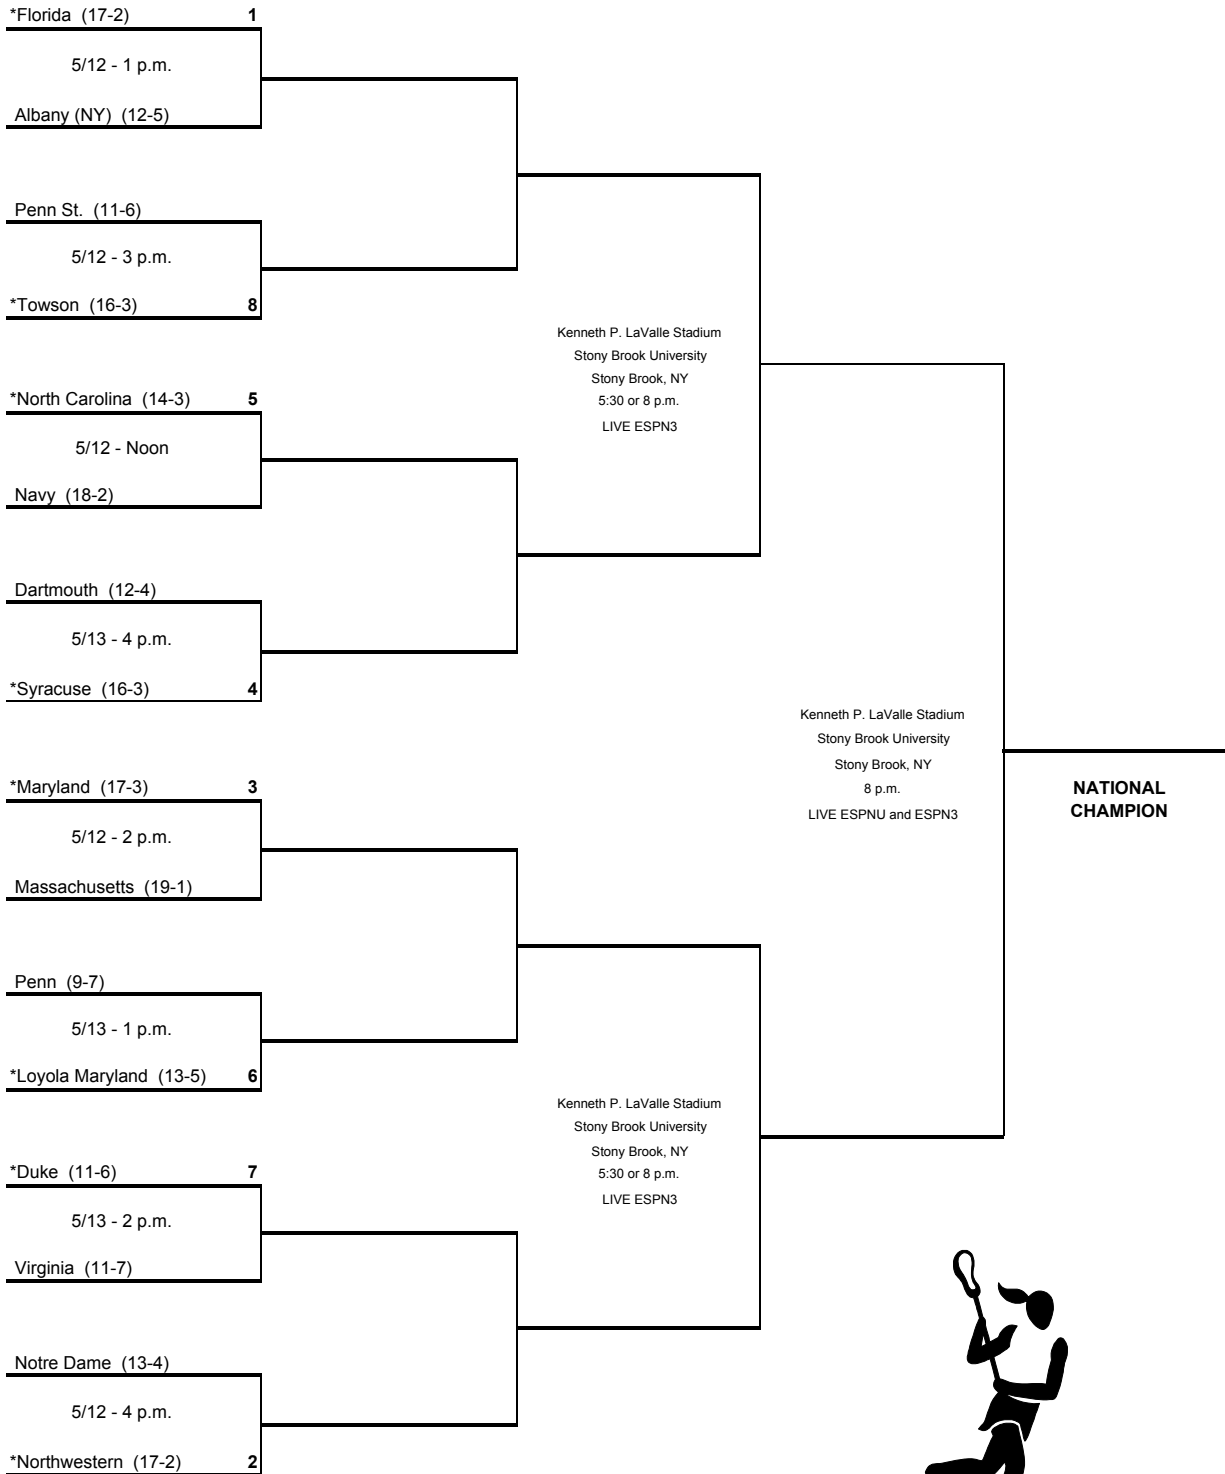 *Florida (17-2) 1
5/12 - 1 p.m.
Albany (NY) (12-5)
Penn St. (11-6)
5/12 - 3 p.m.
*Towson (16-3) 8
*North Carolina (14-3) 5
5/12 - Noon
Navy (18-2)
Dartmouth (12-4)
5/13 - 4 p.m.
*Syracuse (16-3) 4
*Maryland (17-3) 3
5/12 - 2 p.m.
Massachusetts (19-1)
Penn (9-7)
5/13 - 1 p.m.
*Loyola Maryland (13-5) 6
*Duke (11-6) 7
5/13 - 2 p.m.
Virginia (11-7)
Notre Dame (13-4)
5/12 - 4 p.m.
*Northwestern (17-2) 2
Kenneth P. LaValle Stadium
Stony Brook University
Stony Brook, NY
5:30 or 8 p.m.
LIVE ESPN3
Kenneth P. LaValle Stadium
Stony Brook University
Stony Brook, NY
5:30 or 8 p.m.
LIVE ESPN3
Kenneth P. LaValle Stadium
Stony Brook University
Stony Brook, NY
8 p.m.
LIVE ESPNU and ESPN3
NATIONAL
CHAMPION